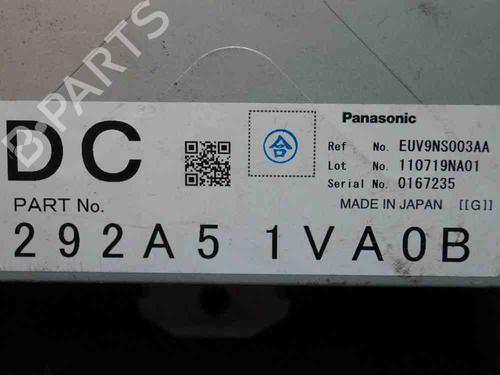 B PARTS
DC
合
Panasonic
Ref No. EUV9NS003AA
Lot No. 110719NA01
Serial No. 0167235
PART No.
MADE IN JAPAN [[G]]
292A5 1VA0B